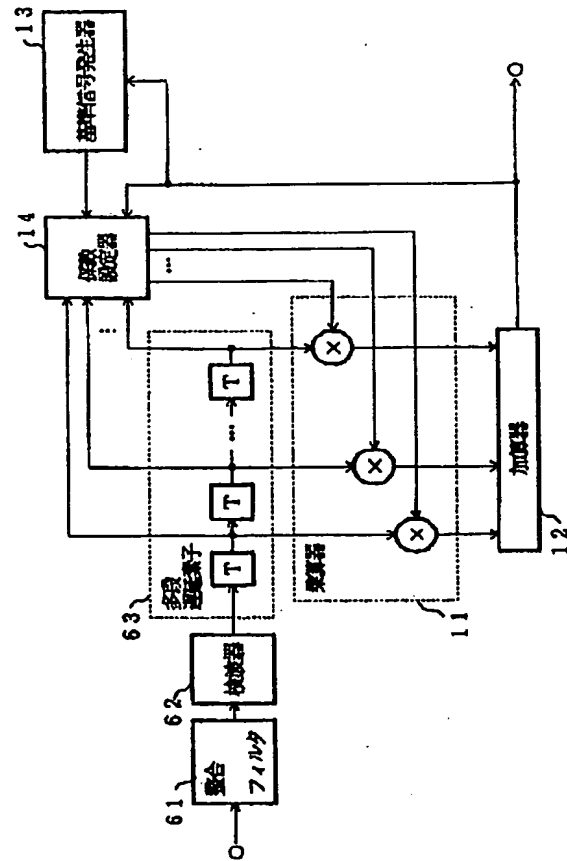 13
基準信号発生器
14
係数
設定器
…
…
63
多段
遅延素子
T
T
…
T
61
整合
フィルタ
62
検波器
乗算器
×
×
×
11
加算器
12